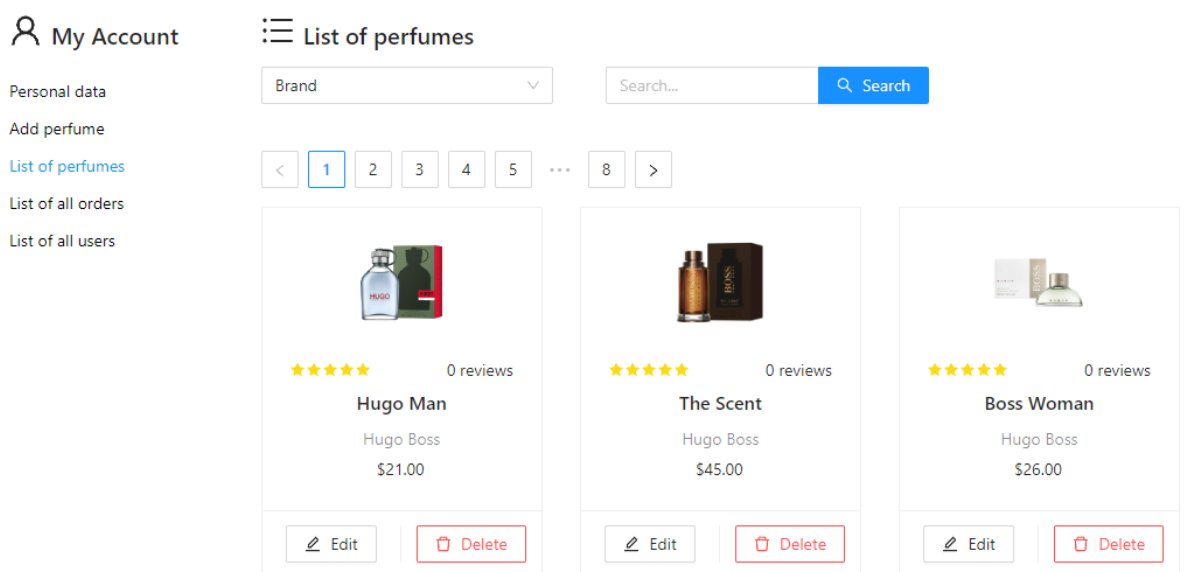 My Account
Personal data
Add perfume
List of perfumes
List of all orders
List of all users
List of perfumes
Brand
Search...
Search
< 1 2 3 4 5 ••• 8 >
HUGO
BOSS
BOSS
0 reviews 0 reviews 0 reviews
Hugo Man The Scent Boss Woman
Hugo Boss Hugo Boss Hugo Boss
$21.00 $45.00 $26.00
Edit Delete Edit Delete Edit Delete